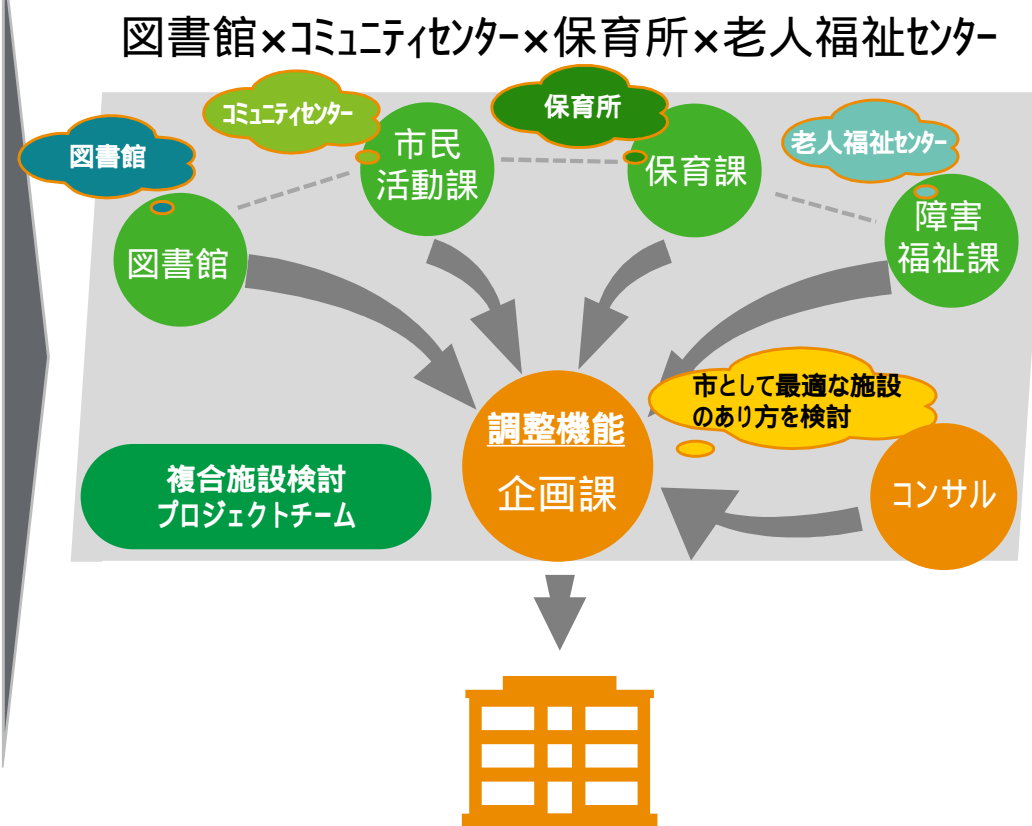 図書館×コミュニティセンター×保育所×老人福祉センター
図書館
コミュニティセンター
保育所
老人福祉センター
図書館
市民
活動課
保育課
障害
福祉課
市として最適な施設
のあり方を検討
調整機能
企画課
コンサル
複合施設検討
プロジェクトチーム